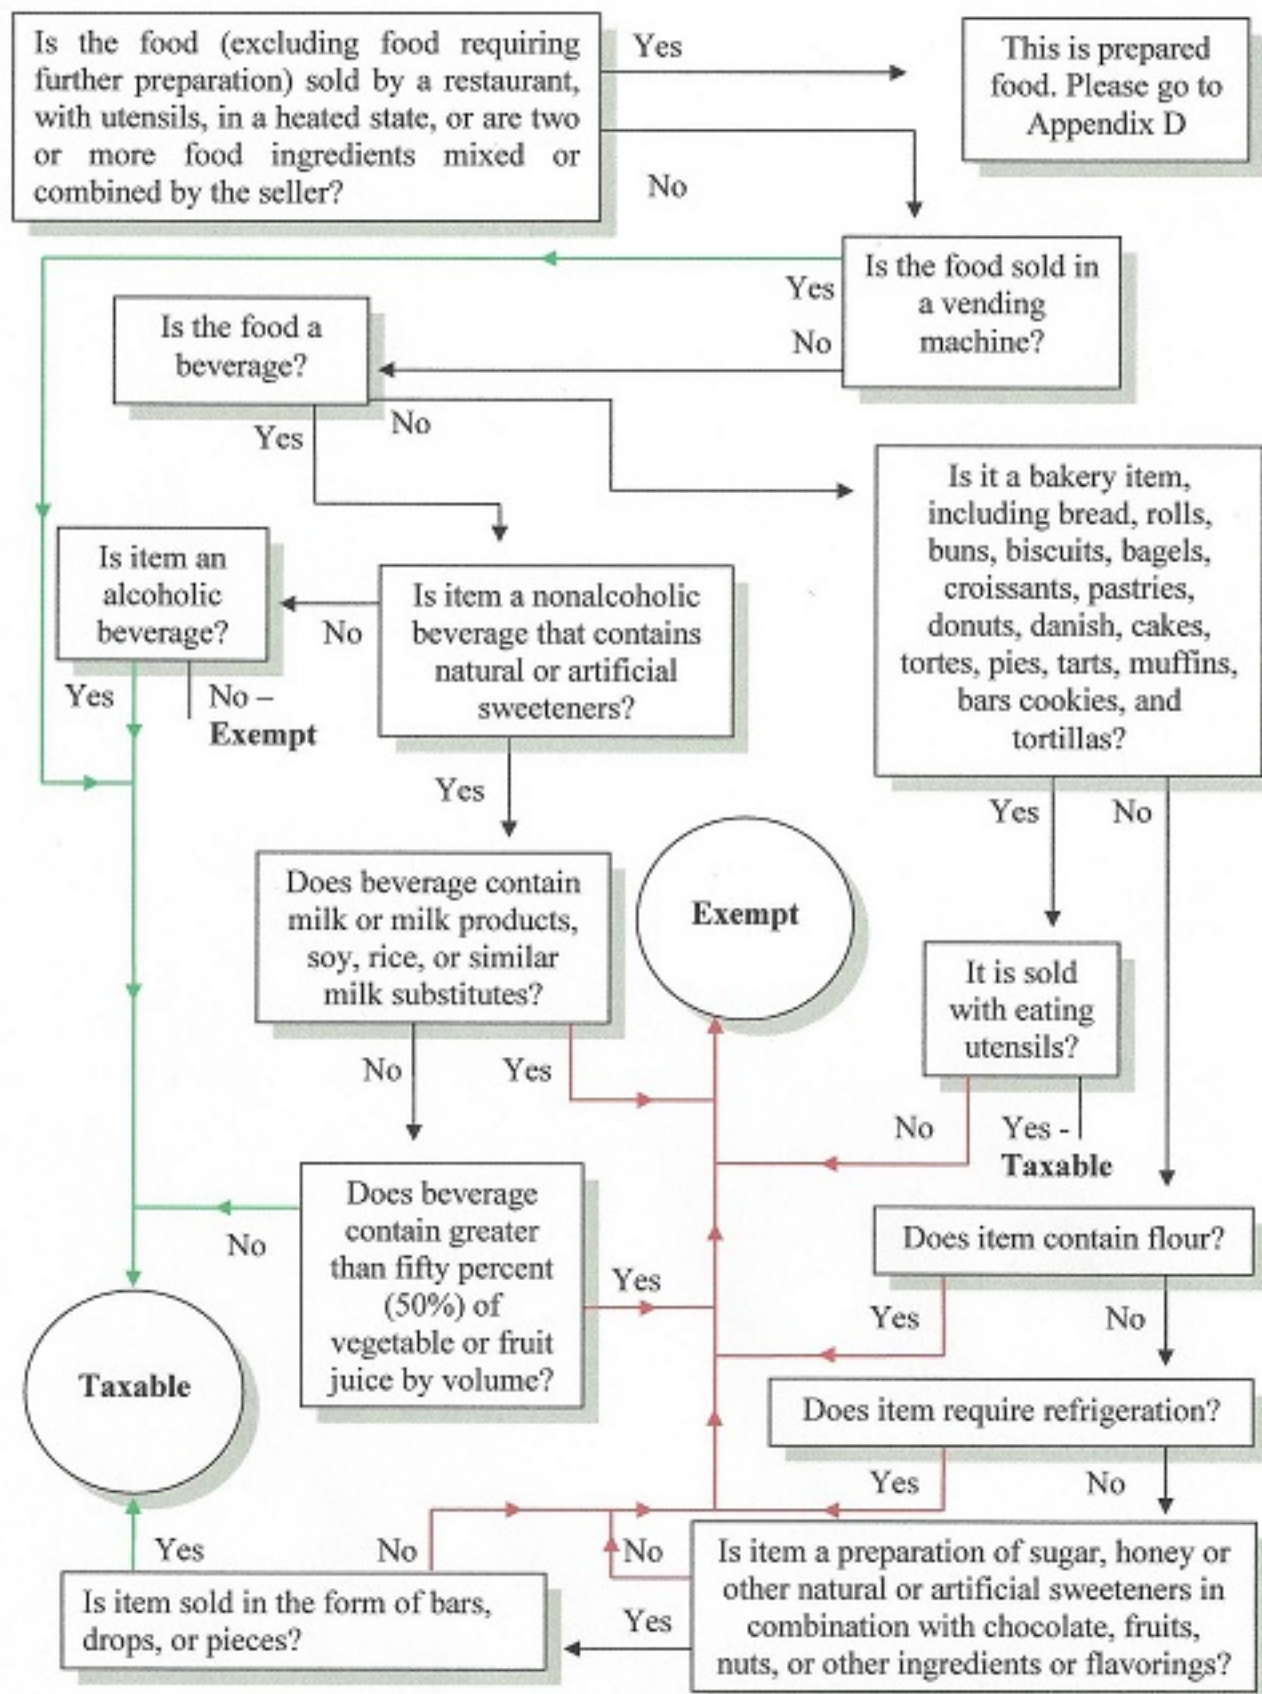 Is the food (excluding food requiring
further preparation) sold by a restaurant,
with utensils, in a heated state, or are two
or more food ingredients mixed or
combined by the seller?
Yes
This is prepared
food. Please go to
Appendix D
No
Is the food sold in
a vending
machine?
Yes
No
Is the food a
beverage?
Yes
No
Is it a bakery item,
including bread, rolls,
buns, biscuits, bagels,
croissants, pastries,
donuts, danish, cakes,
tortes, pies, tarts, muffins,
bars cookies, and
tortillas?
Is item an
alcoholic
beverage?
No
Is item a nonalcoholic
beverage that contains
natural or artificial
sweeteners?
Yes
No –
Exempt
Yes
Yes
No
Does beverage contain
milk or milk products,
soy, rice, or similar
milk substitutes?
Exempt
It is sold
with eating
utensils?
No
Yes
No
Yes -
Taxable
Does beverage
contain greater
than fifty percent
(50%) of
vegetable or fruit
juice by volume?
No
Yes
Does item contain flour?
Yes
No
Taxable
Does item require refrigeration?
Yes
No
Yes
No
No
Is item a preparation of sugar, honey or
other natural or artificial sweeteners in
combination with chocolate, fruits,
nuts, or other ingredients or flavorings?
Yes
Is item sold in the form of bars,
drops, or pieces?